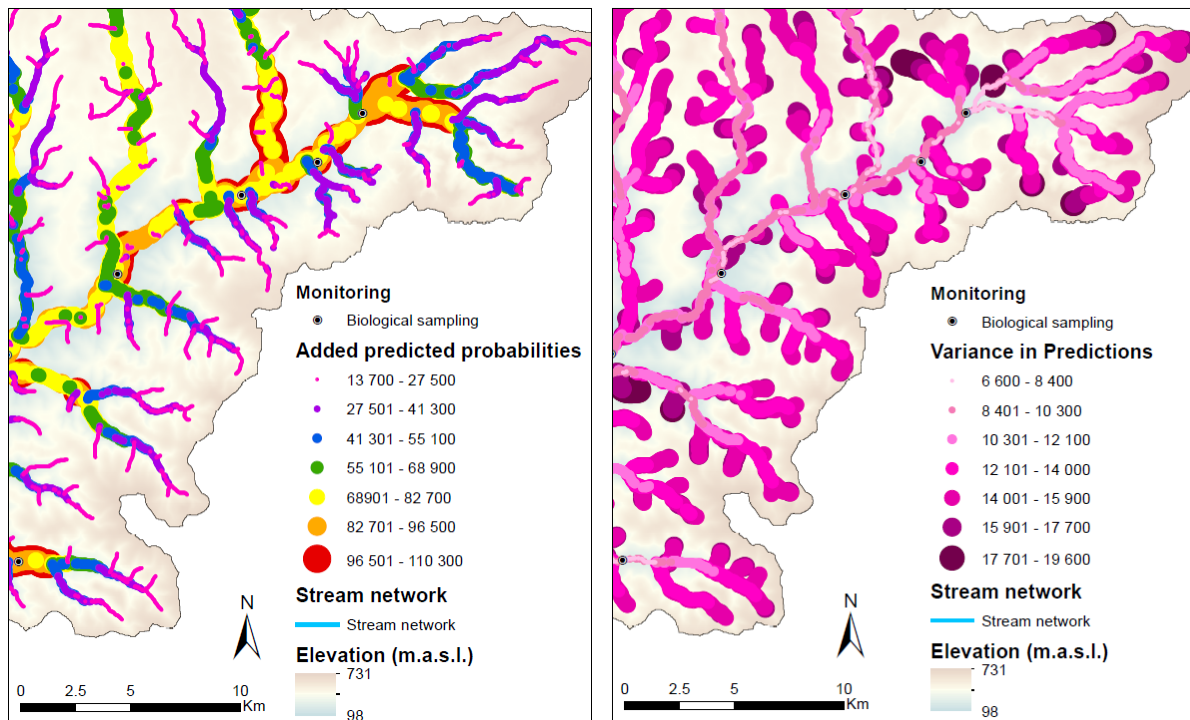 Monitoring
Biological sampling
Added predicted probabilities
13 700 - 27 500
27 501 - 41 300
41 301 - 55 100
55 101 - 68 900
68901 - 82 700
82 701 - 96 500
96 501 - 110 300
Stream network
Stream network
Elevation (m.a.s.l.)
731
98
N
0 2.5 5 10
Km
Monitoring
Biological sampling
Variance in Predictions
6 600 - 8 400
8 401 - 10 300
10 301 - 12 100
12 101 - 14 000
14 001 - 15 900
15 901 - 17 700
17 701 - 19 600
Stream network
Stream network
Elevation (m.a.s.l.)
731
98
N
0 2.5 5 10
Km